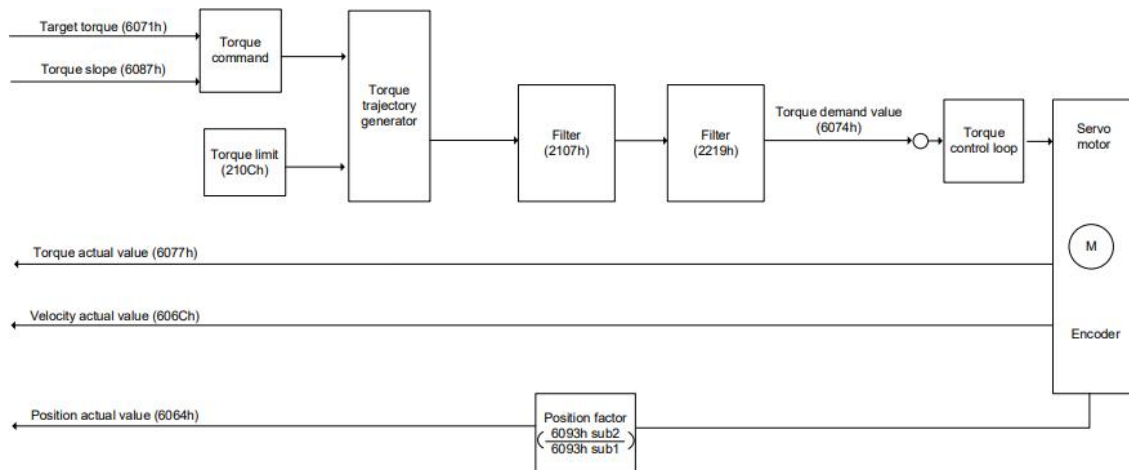 Target torque (6071h)
Torque slope (6087h)
Torque
command
Torque limit
(210Ch)
Torque
trajectory
generator
Filter
(2107h)
Filter
(2219h)
Torque demand value
(6074h)
Torque
control loop
Servo
motor
M
Encoder
Torque actual value (6077h)
Velocity actual value (606Ch)
Position actual value (6064h)
Position factor
(6093h sub2
6093h sub1)